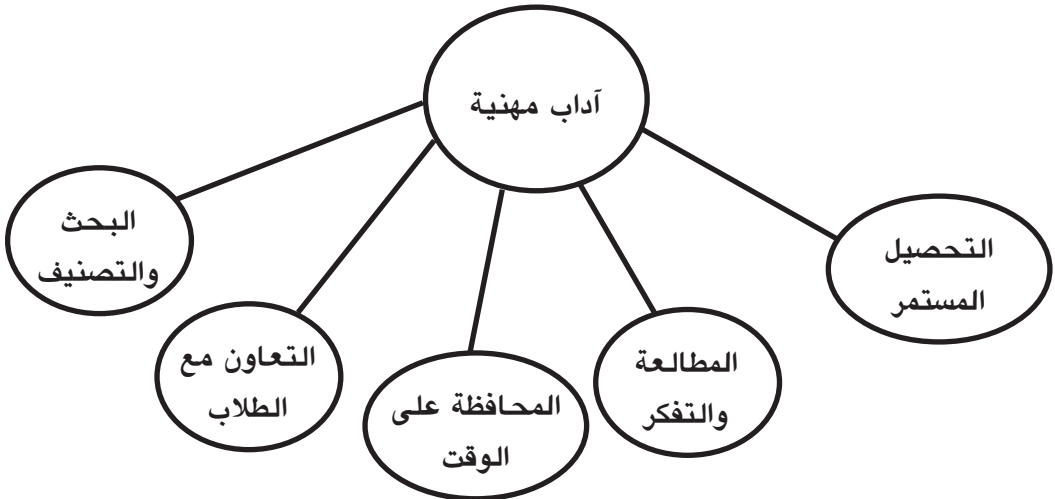 آداب مهنية
التحصيل
المستمر
المطالعة
والتفكر
المحافظة على
الوقت
التعاون مع
الطلاب
البحث
والتصنيف